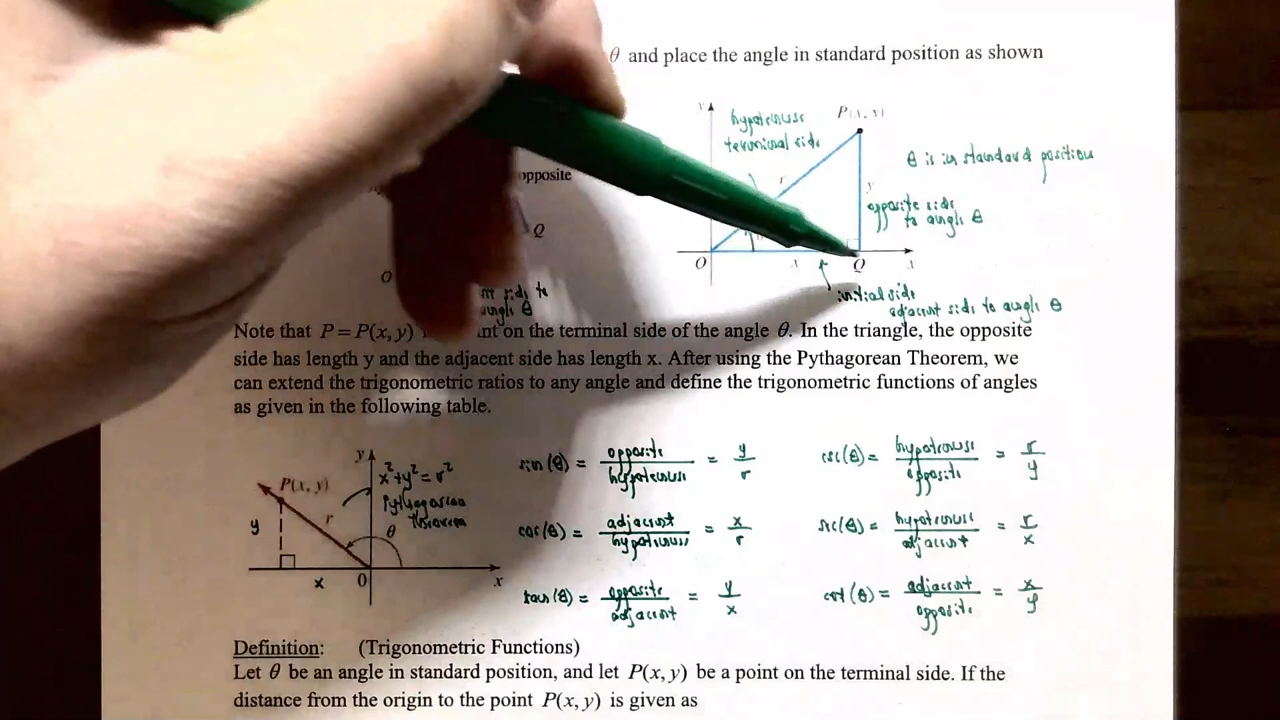 θ and place the angle in standard position as shown
y
hypotenuse
terminal side
P(x, y)
θ is in standard position
opposite
r
y
opposite side
to angle θ
Q
O
O
x
Q
x
side to
angle θ
initial side
adjacent side to angle θ
Note that P = P(x, y) on the terminal side of the angle θ. In the triangle, the opposite
side has length y and the adjacent side has length x. After using the Pythagorean Theorem, we
can extend the trigonometric ratios to any angle and define the trigonometric functions of angles
as given in the following table.
y
x² + y² = r²
Pythagorean
Theorem
P(x, y)
y
r
θ
x
0
x
sin(θ) = opposite/hypotenuse = y/r
csc(θ) = hypotenuse/opposite = r/y
cos(θ) = adjacent/hypotenuse = x/r
sec(θ) = hypotenuse/adjacent = r/x
tan(θ) = opposite/adjacent = y/x
cot(θ) = adjacent/opposite = x/y
Definition: (Trigonometric Functions)
Let θ be an angle in standard position, and let P(x, y) be a point on the terminal side. If the
distance from the origin to the point P(x, y) is given as